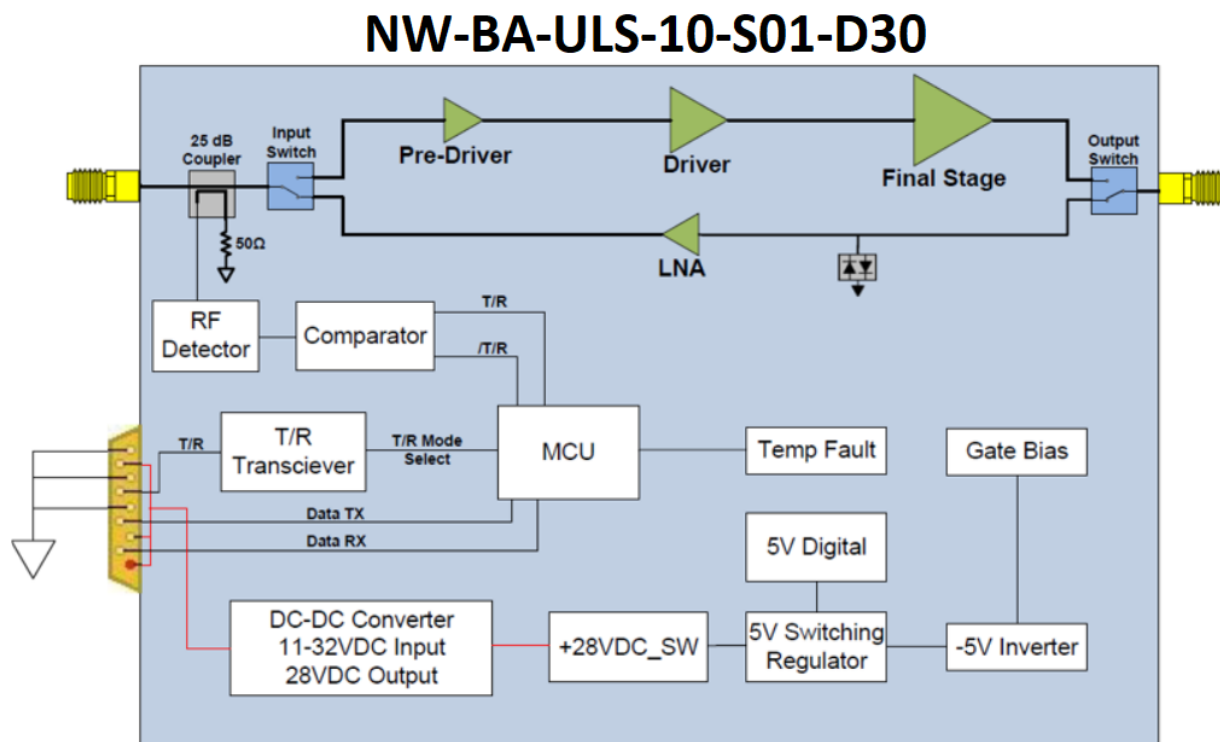 NW-BA-ULS-10-S01-D30
25 dB
Coupler
Input
Switch
Pre-Driver
Driver
Final Stage
Output
Switch
50Ω
LNA
RF
Detector
Comparator
T/R
/T/R
T/R
T/R
Transciever
T/R Mode
Select
MCU
Temp Fault
Gate Bias
Data TX
Data RX
5V Digital
DC-DC Converter
11-32VDC Input
28VDC Output
+28VDC_SW
5V Switching
Regulator
-5V Inverter